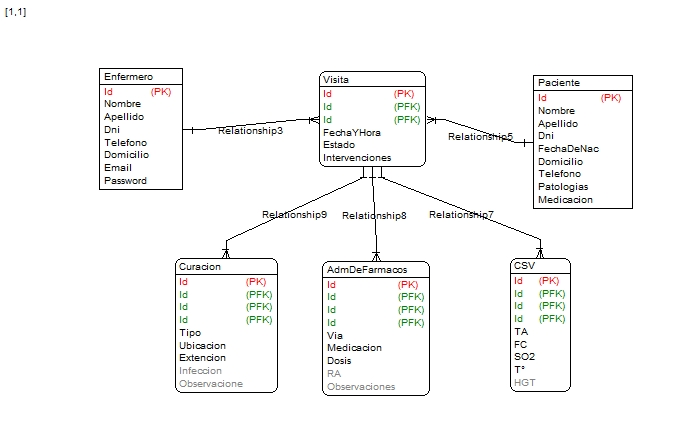 [1,1]
Enfermero
Id (PK)
Nombre
Apellido
Dni
Telefono
Domicilio
Email
Password
Relationship3
Visita
Id (PK)
Id (PFK)
Id (PFK)
FechaYHora
Estado
Intervenciones
Relationship5
Paciente
Id (PK)
Nombre
Apellido
Dni
FechaDeNac
Domicilio
Telefono
Patologias
Medicacion
Relationship9
Relationship8
Relationship7
Curacion
Id (PK)
Id (PFK)
Id (PFK)
Id (PFK)
Tipo
Ubicacion
Extencion
Infeccion
Observacione
AdmDeFarmacos
Id (PK)
Id (PFK)
Id (PFK)
Id (PFK)
Via
Medicacion
Dosis
RA
Observaciones
CSV
Id (PK)
Id (PFK)
Id (PFK)
Id (PFK)
TA
FC
SO2
T°
HGT